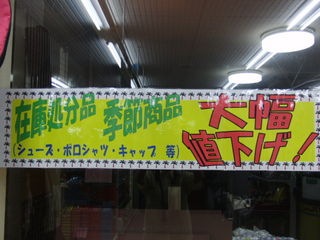 在庫処分品 季節商品
(シューズ・ポロシャツ・キャップ 等)
大幅
値下げ!